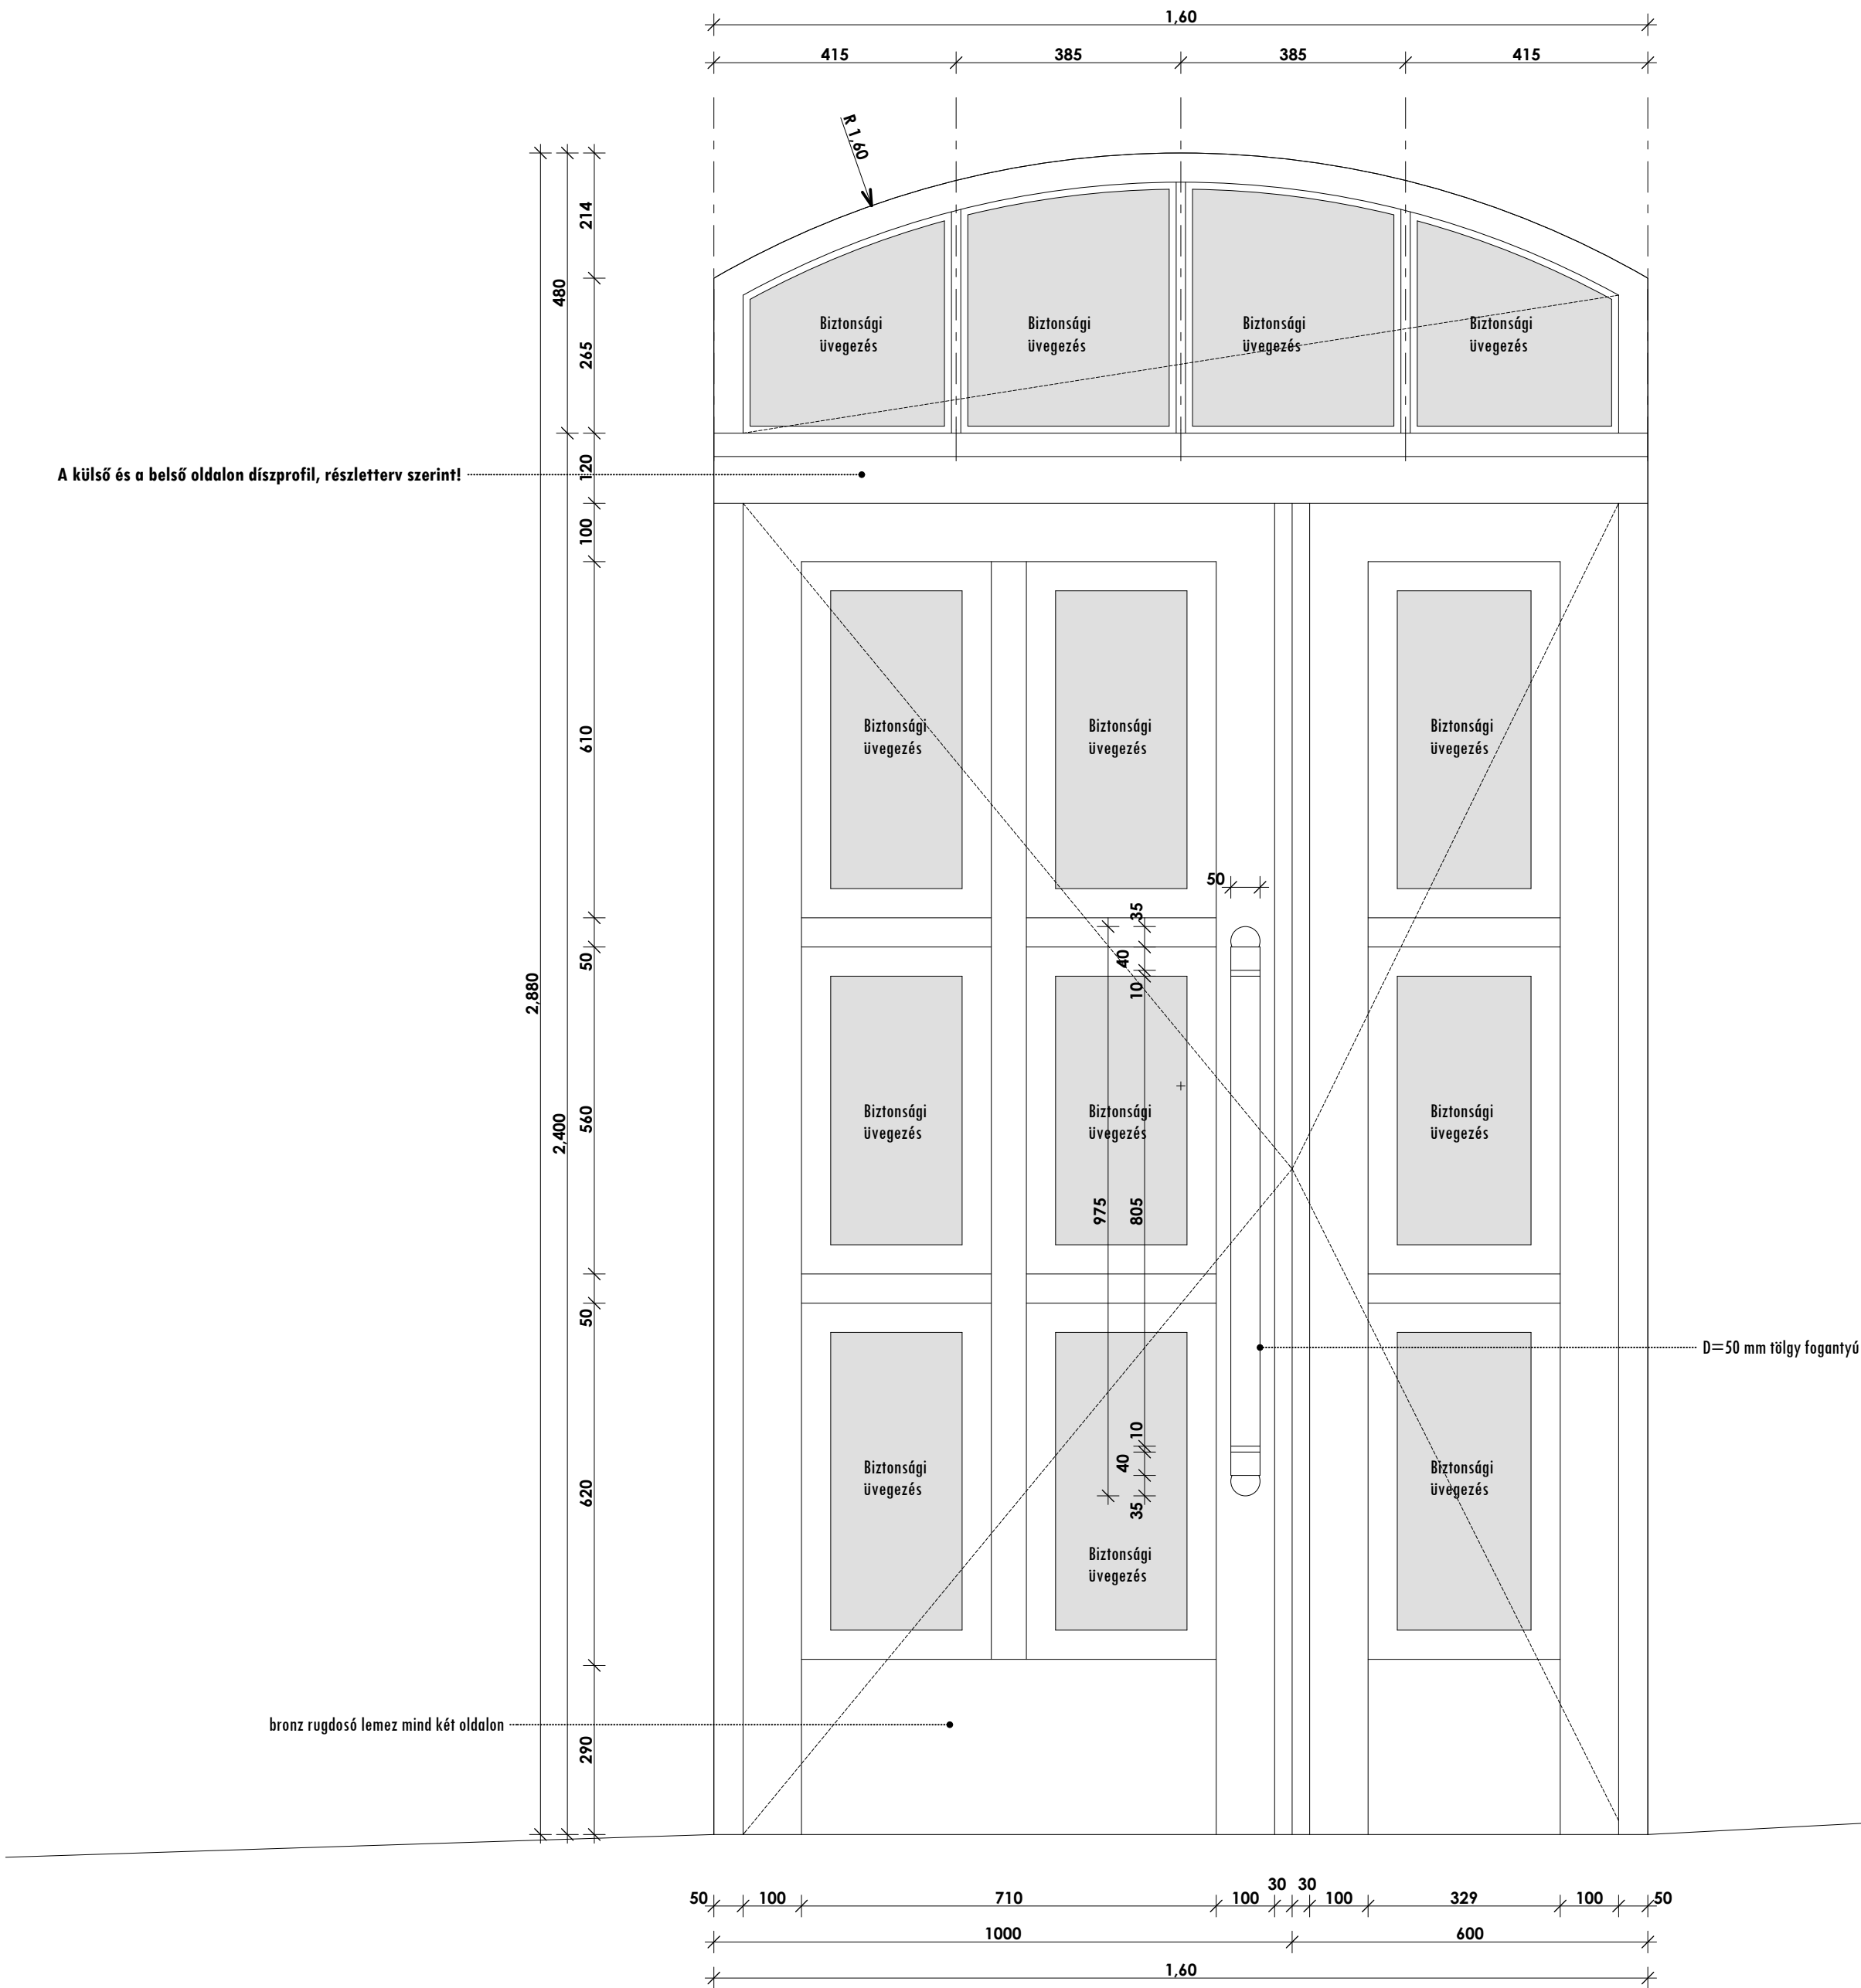 1,60
415 385 385 415
R 1,60
214
480
265
Biztonsági
üvegezés
Biztonsági
üvegezés
Biztonsági
üvegezés
Biztonsági
üvegezés
120
A külső és a belső oldalon díszprofil, részletterv szerint!
100
610
Biztonsági
üvegezés
Biztonsági
üvegezés
Biztonsági
üvegezés
50
35
40
10
50
2,880
2,400
560
Biztonsági
üvegezés
Biztonsági
üvegezés
Biztonsági
üvegezés
975
805
50
D=50 mm tölgy fogantyú
10
40
35
620
Biztonsági
üvegezés
Biztonsági
üvegezés
Biztonsági
üvegezés
bronz rugdosó lemez mind két oldalon
290
50 100 710 100 30 30 100 329 100 50
1000 600
1,60